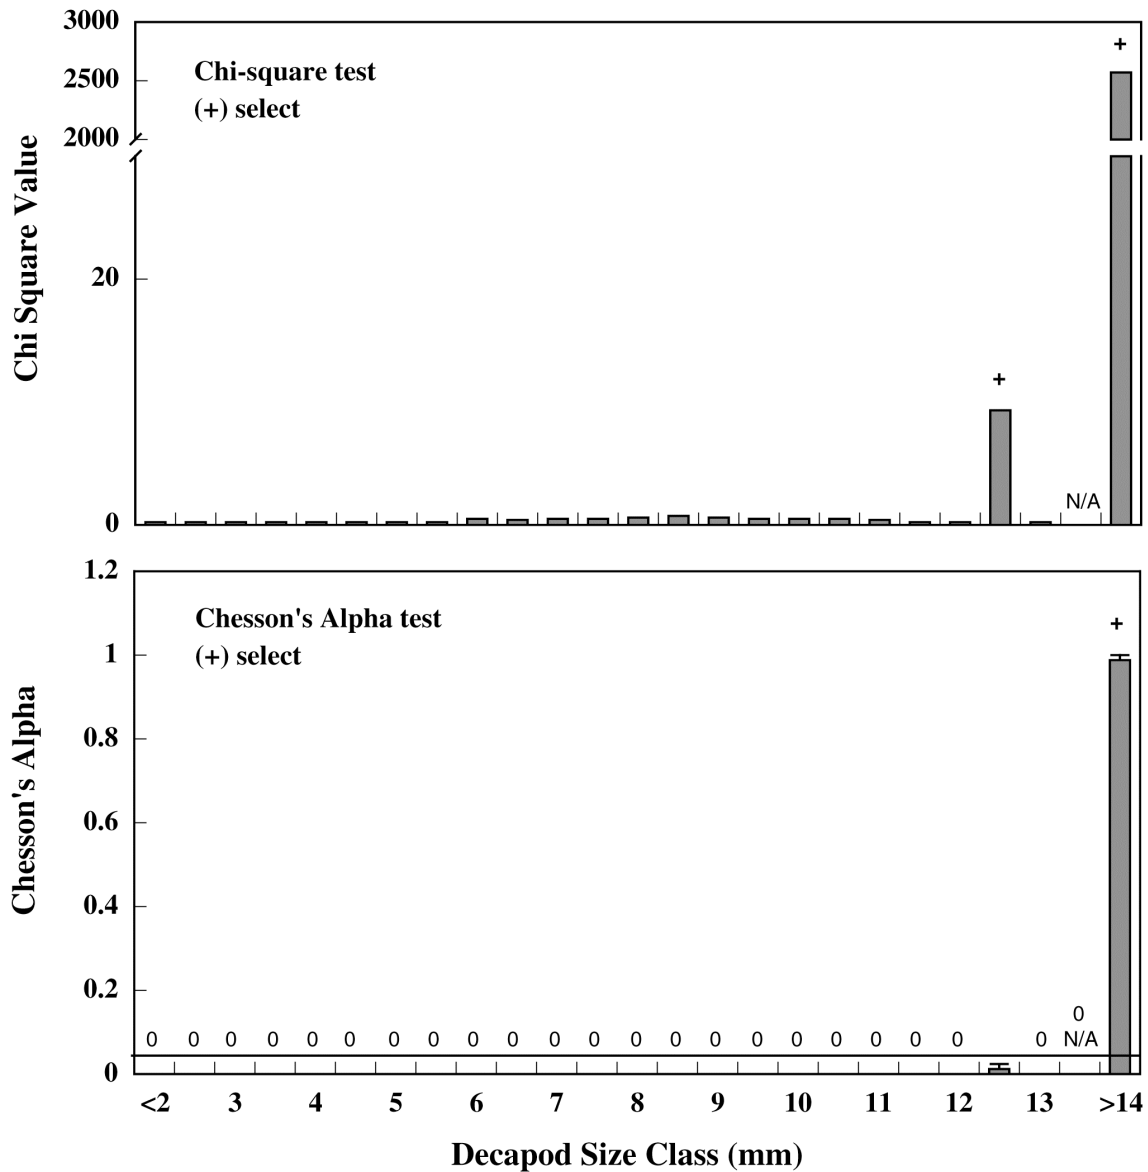 3000
Chi-square test
+
2500
(+) select
2000
Chi Square Value
20
+
N/A
0
1.2
Chesson's Alpha test
+
(+) select
1
0.8
Chesson's Alpha
0.6
0.4
0.2
0
0 0 0 0 0 0 0 0 0 0 0 0 0 0 0 0 0 0 0 0 0 0 N/A
0
<2 3 4 5 6 7 8 9 10 11 12 13 >14
Decapod Size Class (mm)